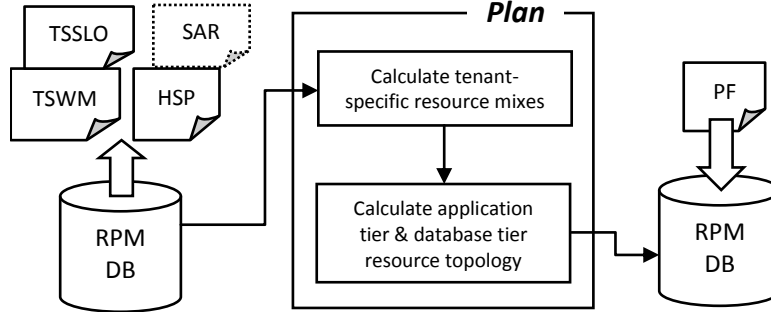 Plan
TSSLO
SAR
TSWM
HSP
Calculate tenant-
specific resource mixes
PF
Calculate application
tier & database tier
resource topology
RPM
DB
RPM
DB